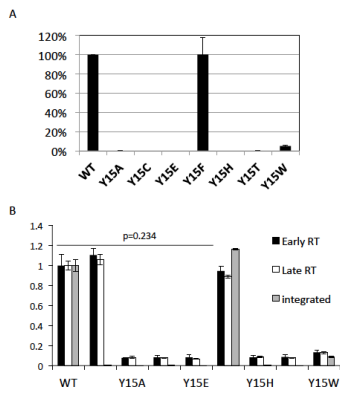 A
120%
100%
80%
60%
40%
20%
0%
WT Y15A Y15C Y15E Y15F Y15H Y15T Y15W
B
p=0.234
1.4
1.2
1
0.8
0.6
0.4
0.2
0
Early RT
Late RT
integrated
WT Y15A Y15E Y15H Y15W